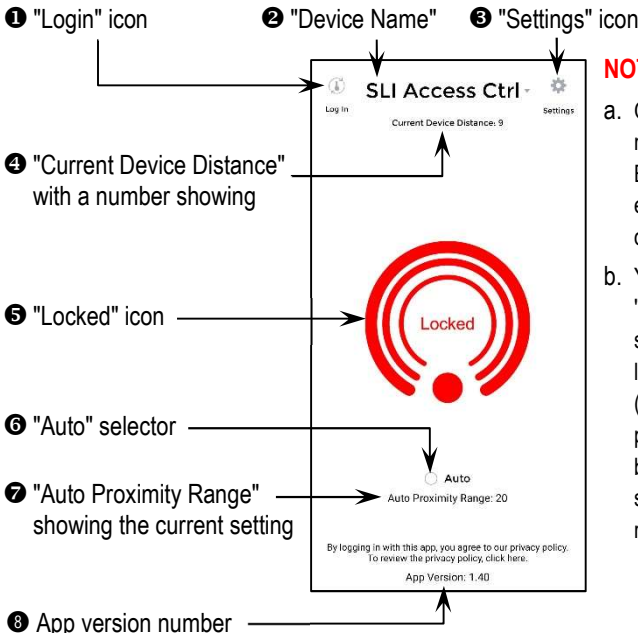 ❶ "Login" icon
❷ "Device Name"
❸ "Settings" icon
Log In
SLI Access Ctrl
Settings
Current Device Distance: 9
❹ "Current Device Distance"
with a number showing
❺ "Locked" icon
Locked
❻ "Auto" selector
Auto
❼ "Auto Proximity Range"
showing the current setting
Auto Proximity Range: 20
By logging in with this app, you agree to our privacy policy.
To review the privacy policy, click here.
App Version: 1.40
❽ App version number
a.
b.